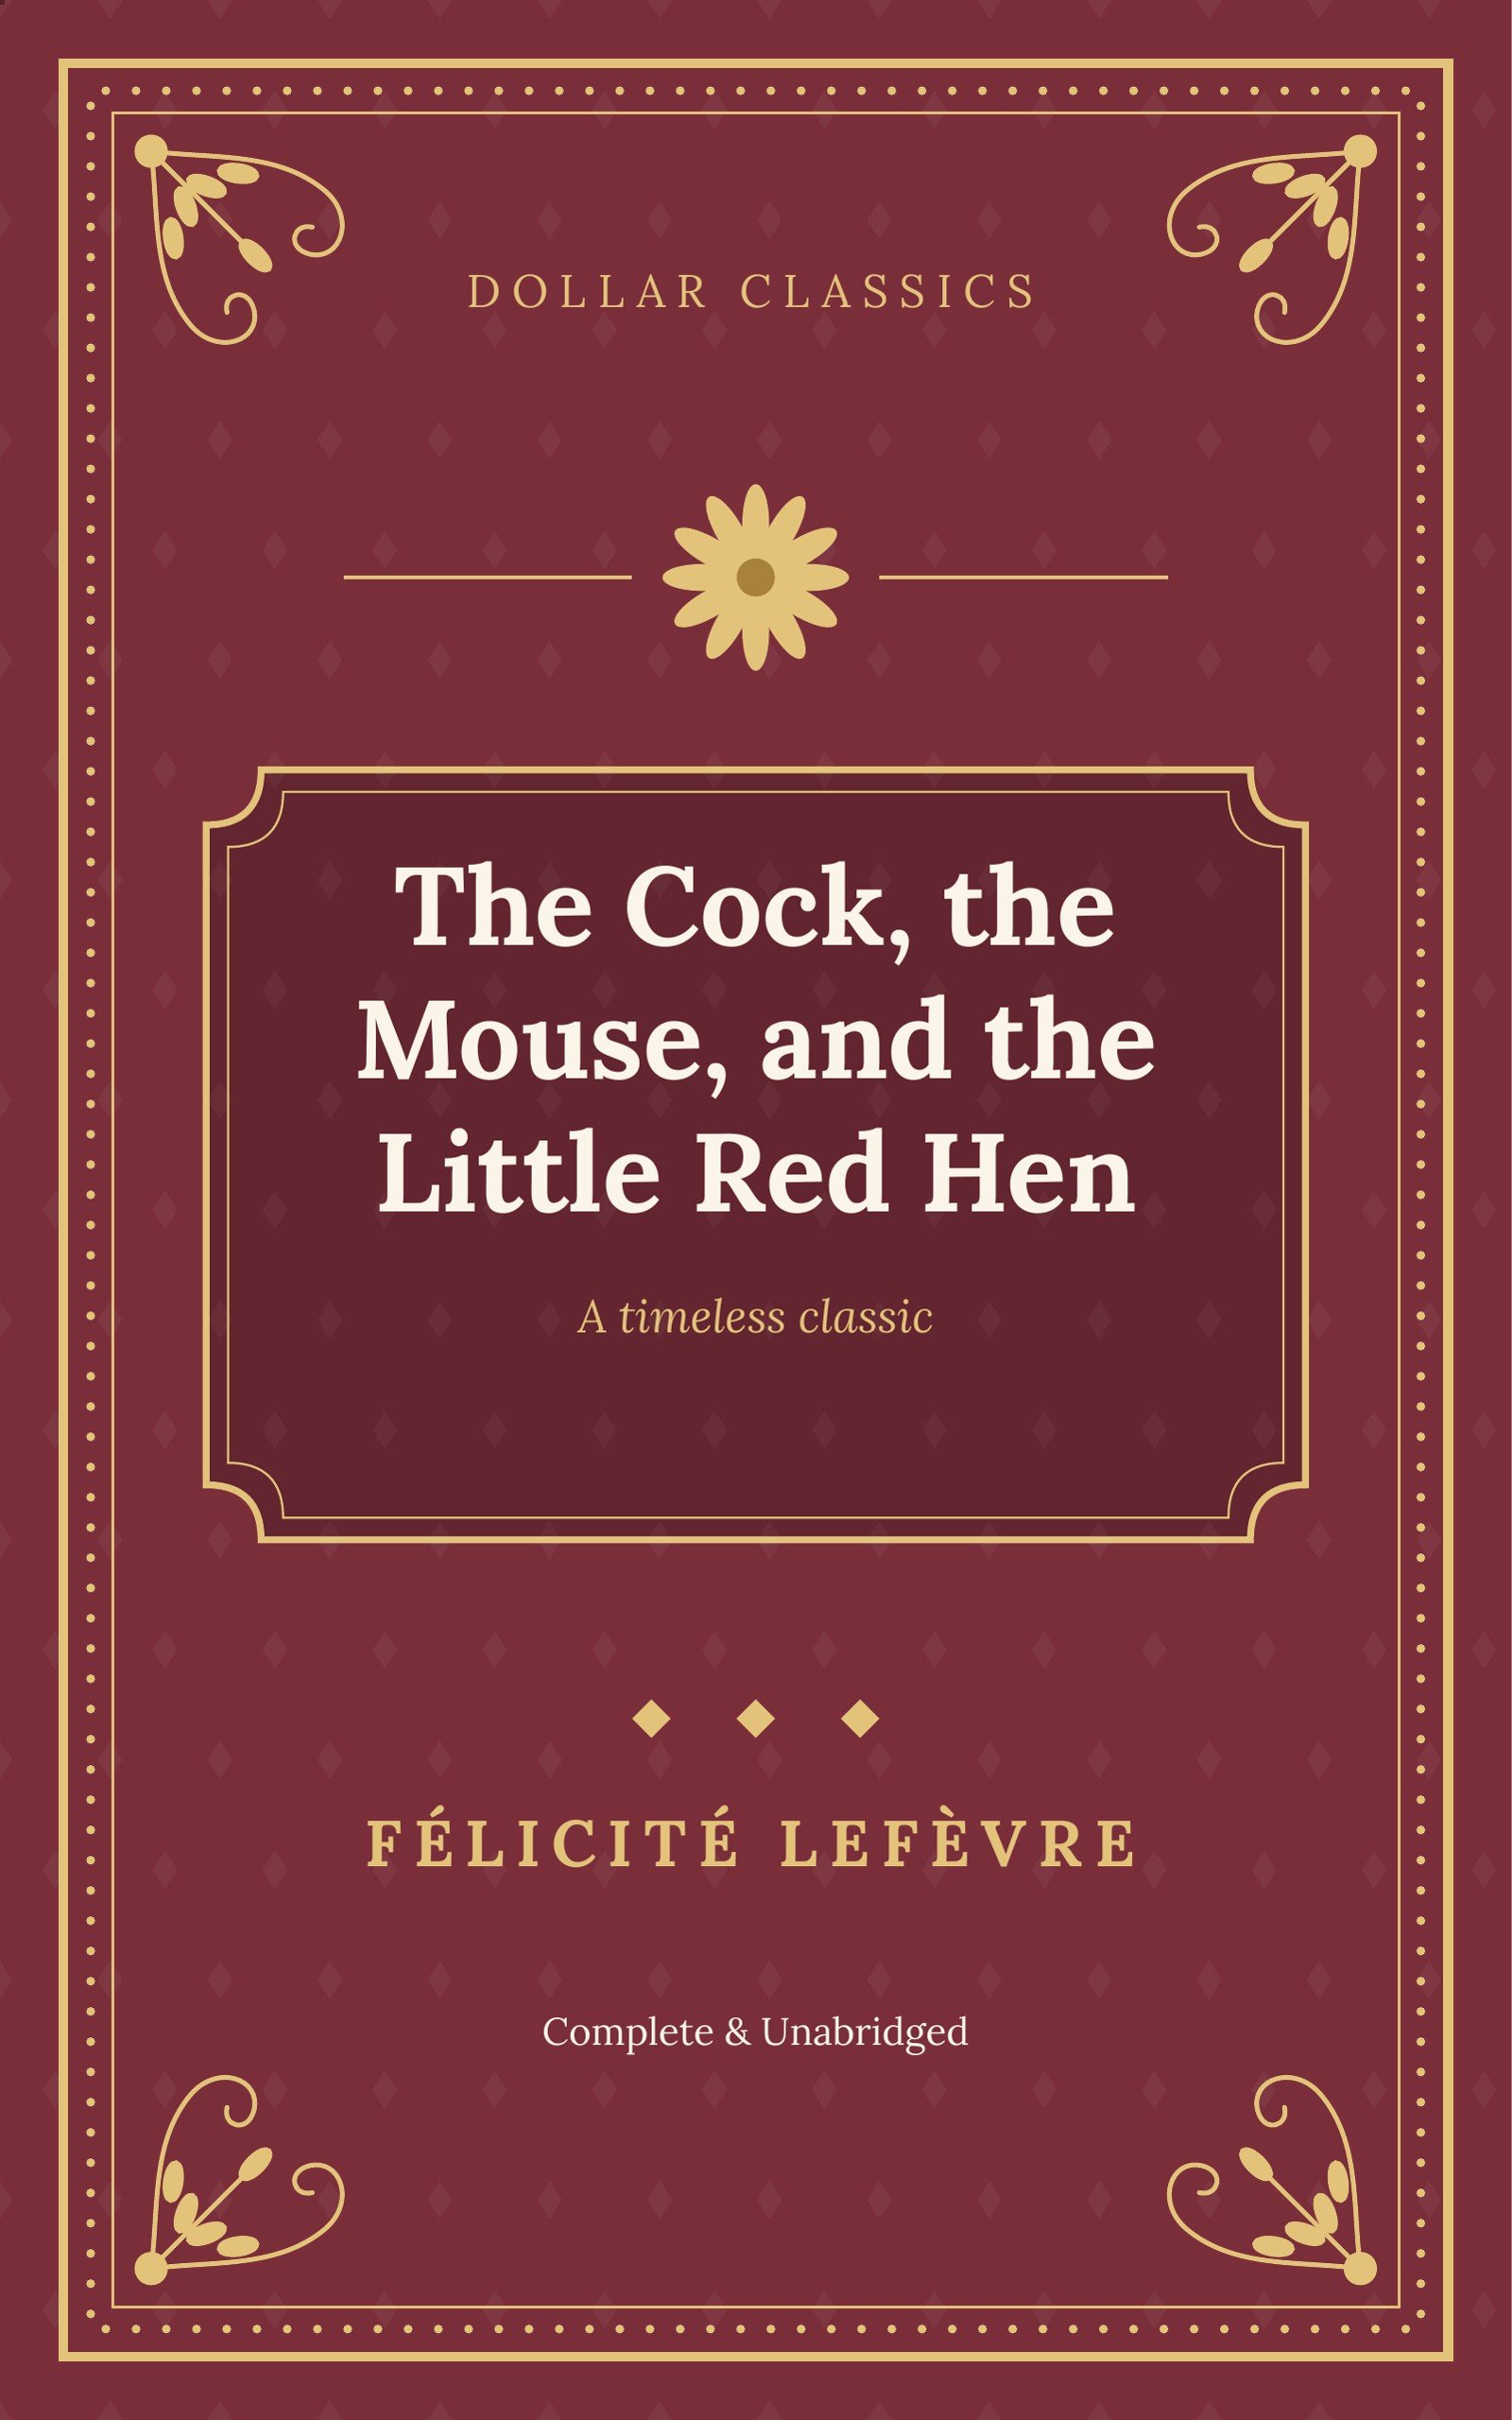 DOLLAR CLASSICS
The Cock, the
Mouse, and the
Little Red Hen
A timeless classic
FÉLICITÉ LEFÈVRE
Complete & Unabridged